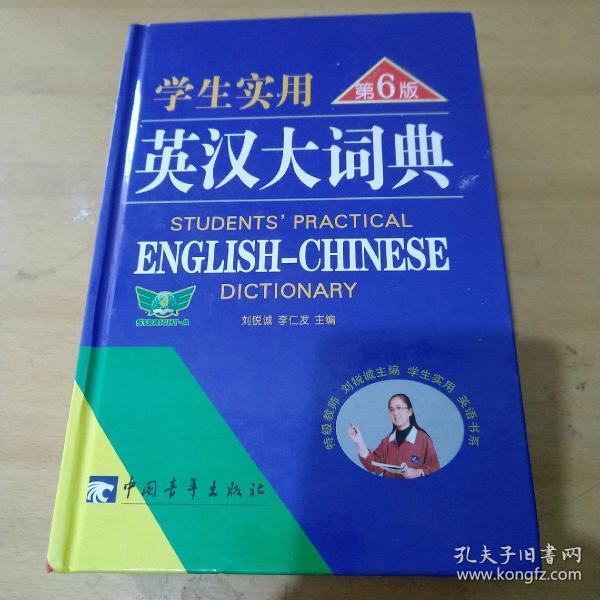 学生实用
第6版
英汉大词典
STUDENTS' PRACTICAL
ENGLISH-CHINESE
DICTIONARY
刘锐诚 李仁发 主编
STRAIGHT-A
特级教师 刘锐诚主编 学生实用 英语书系
中国青年出版社
孔夫子旧书网
www.kongfz.com